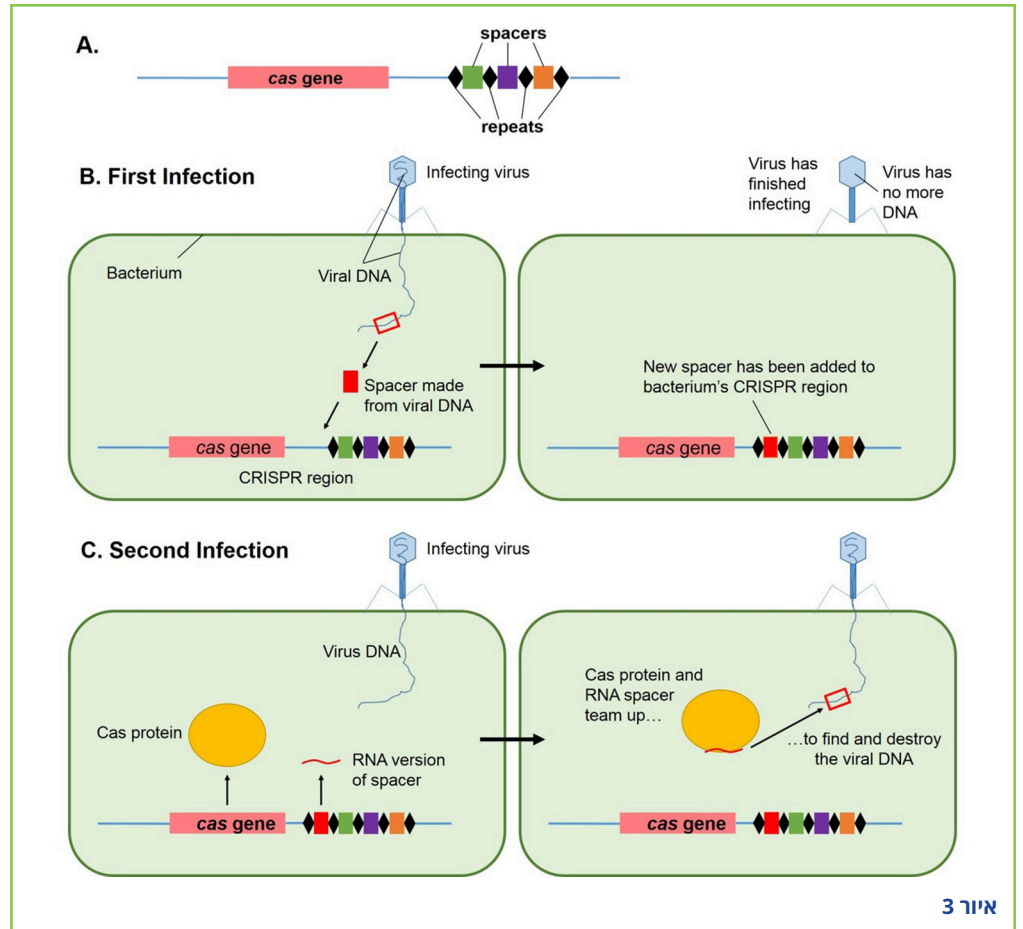 A.
spacers
cas gene
repeats
B. First Infection
Infecting virus
Virus has
finished
infecting
Virus has
no more
DNA
Bacterium
Viral DNA
Spacer made
from viral DNA
cas gene
CRISPR region
New spacer has been added to
bacterium's CRISPR region
cas gene
C. Second Infection
Infecting virus
Virus DNA
Cas protein
RNA version
of spacer
cas gene
Cas protein and
RNA spacer
team up...
...to find and destroy
the viral DNA
cas gene
איור 3